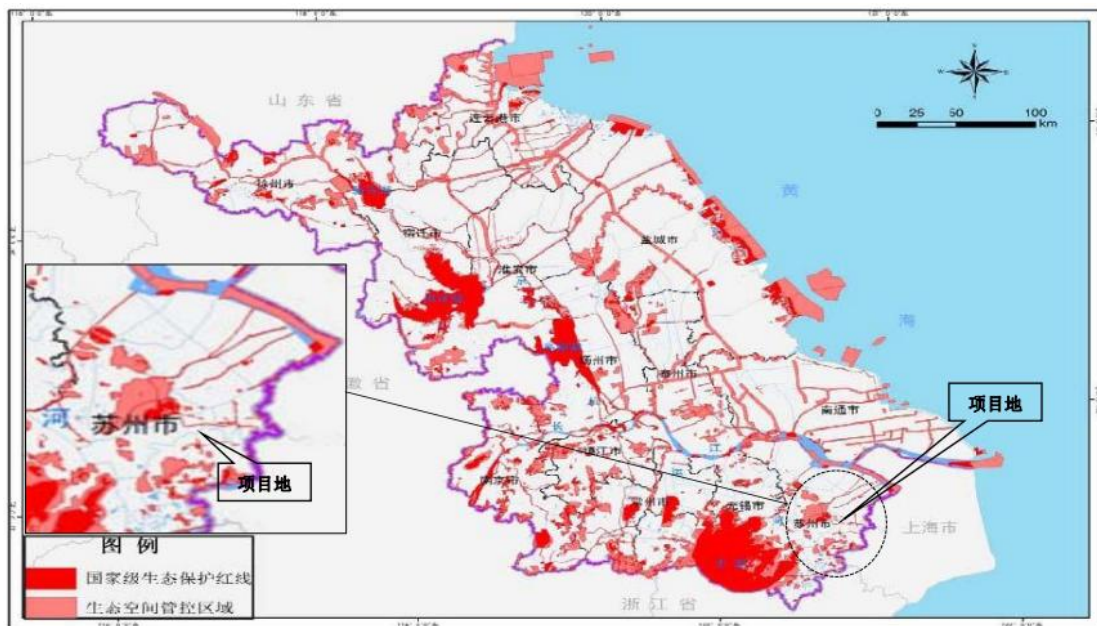 山东省
连云港市
徐州市
宿迁市
淮安市
盐城市
黄
海
扬州市
泰州市
南通市
徽省
长
江
镇江市
南京市
常州市
无锡市
苏州市
上海市
浙江省
项目地
河
苏州市
项目地
N
W
E
S
0 25 50 100
km
图 例
国家级生态保护红线
生态空间管控区域